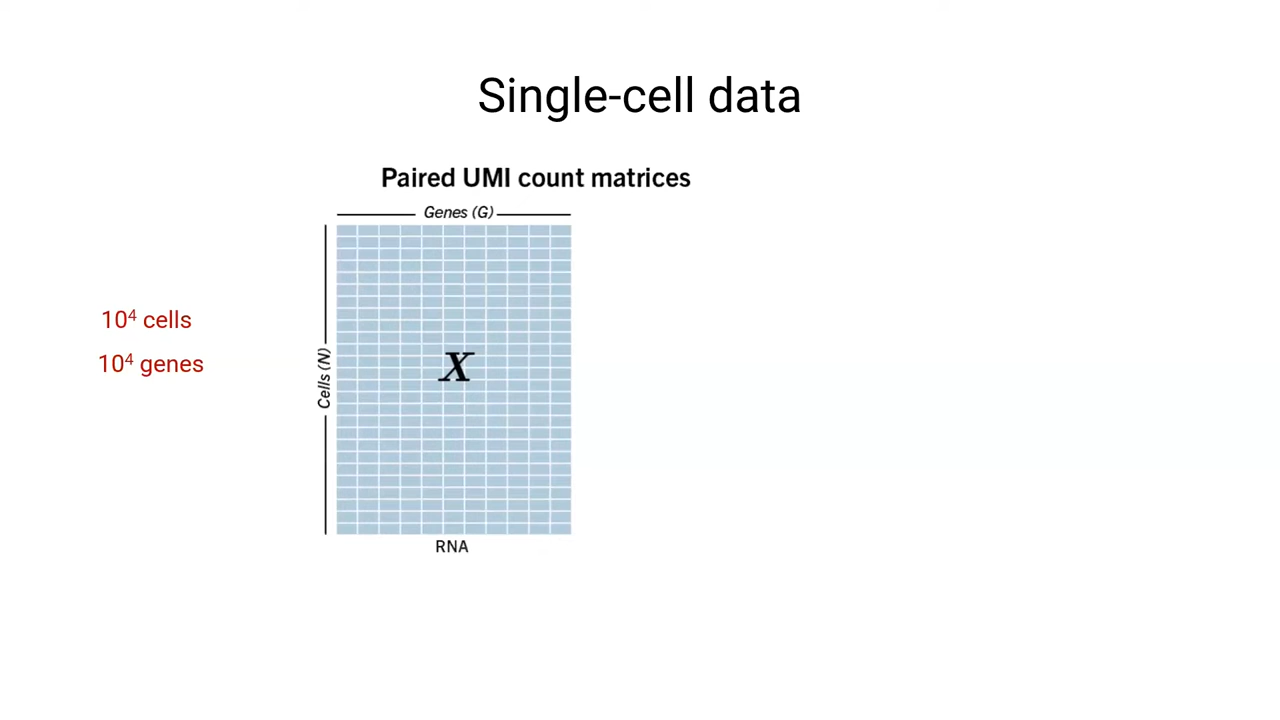 Single-cell data
Paired UMI count matrices
Genes (G)
10⁴ cells
10⁴ genes
Cells (N)
X
RNA